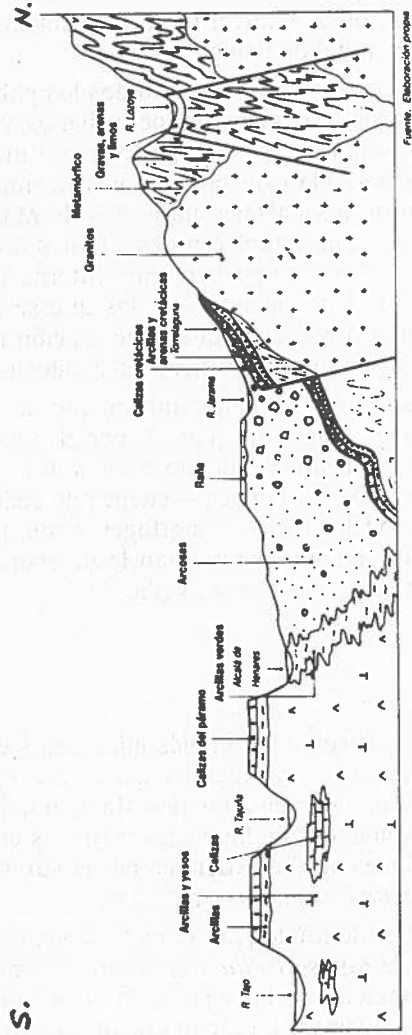 S
N.
R. Tajo
Arcillas
Arcillas y yesos
Calizas
R. Tajuña
Calizas del páramo
Arcillas verdes
Alcalá de
Henares
Arcosas
Raña
R. Jarama
Calizas cretácicas
Arcillas y
arenas cretácicas
Torrelaguna
Granitos
Metamórfico
Gravas, arenas
y limos
R. Lozoya
Fuente. Elaboración propia